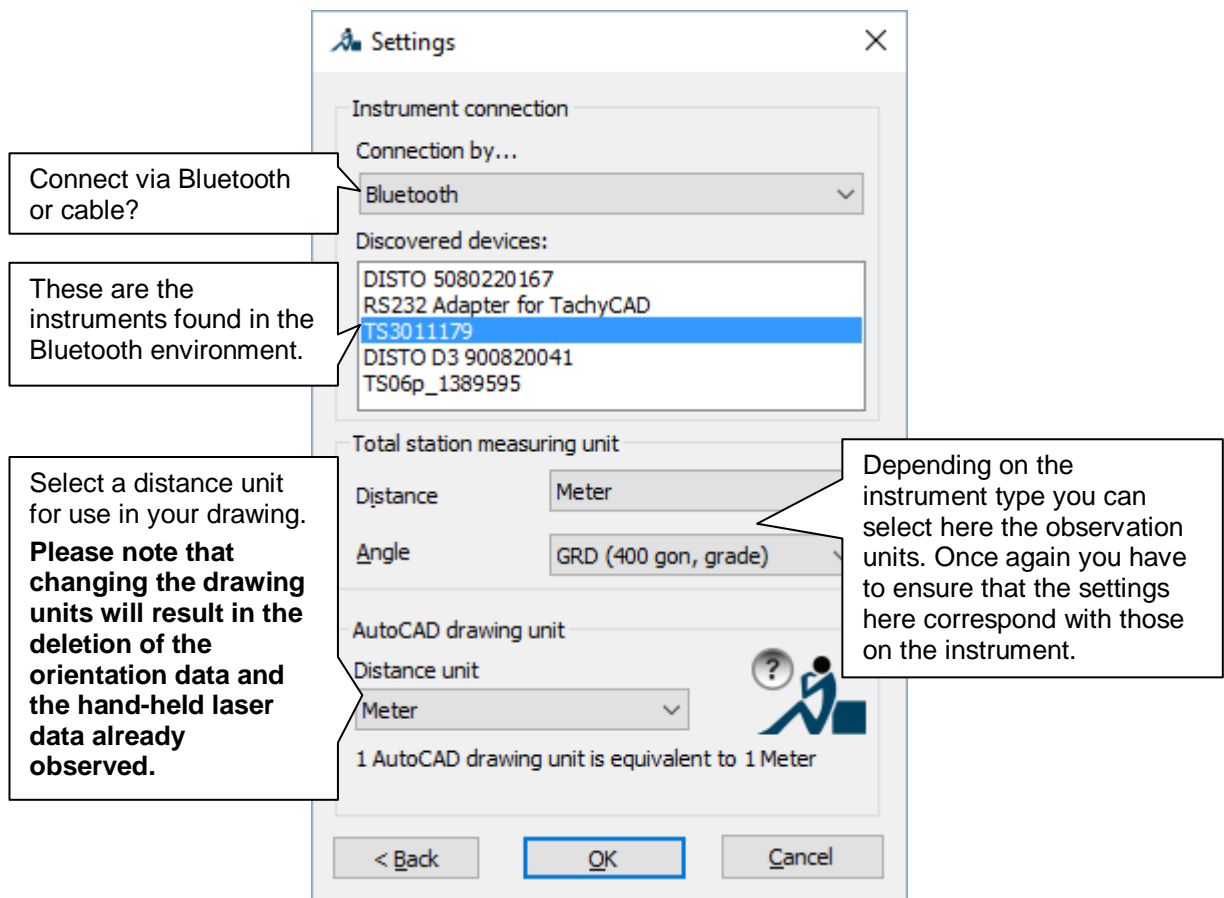 Settings
Instrument connection
Connection by...
Connect via Bluetooth
or cable?
Bluetooth
Discovered devices:
These are the
instruments found in the
Bluetooth environment.
DISTO 5080220167
RS232 Adapter for TachyCAD
TS3011179
DISTO D3 900820041
TS06p_1389595
Total station measuring unit
Distance
Meter
Angle
GRD (400 gon, grade)
Depending on the
instrument type you can
select here the observation
units. Once again you have
to ensure that the settings
here correspond with those
on the instrument.
Select a distance unit
for use in your drawing.
Please note that
changing the drawing
units will result in the
deletion of the
orientation data and
the hand-held laser
data already
observed.
AutoCAD drawing unit
Distance unit
?
Meter
1 AutoCAD drawing unit is equivalent to 1 Meter
< Back
OK
Cancel